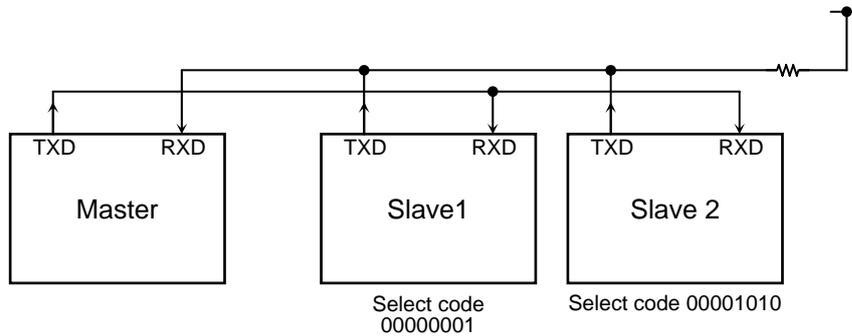 TXD RXD TXD RXD TXD RXD
Master Slave1 Slave 2
Select code 00000001
Select code 00001010